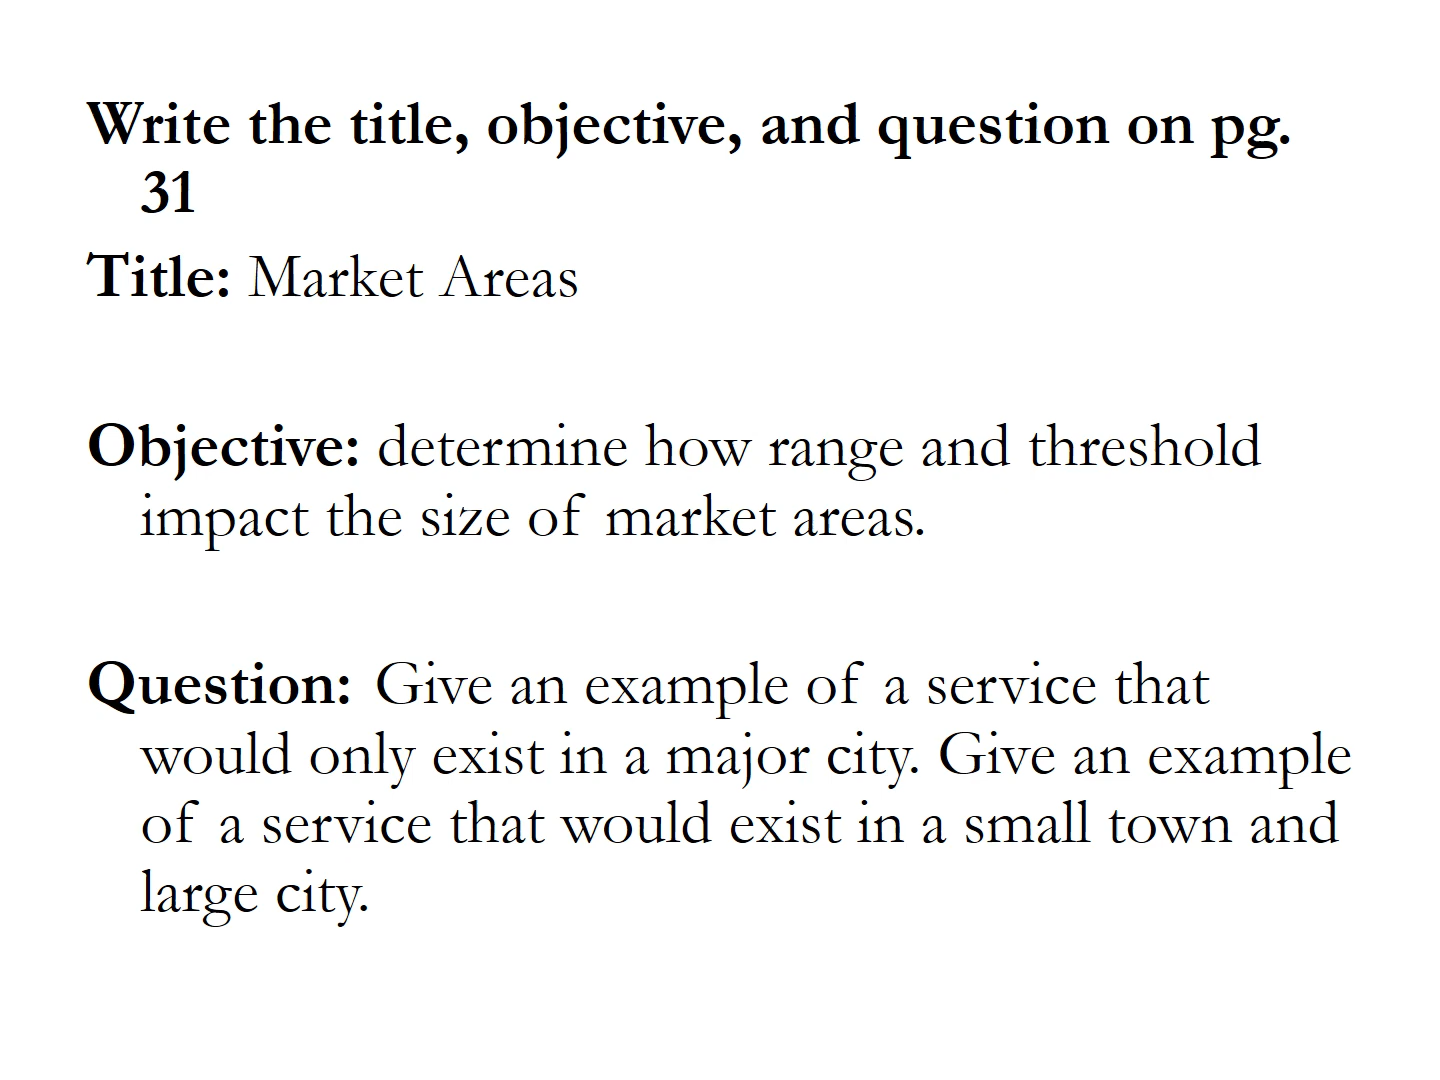 Write the title, objective, and question on pg.
31
Title: Market Areas
Objective: determine how range and threshold
impact the size of market areas.
Question: Give an example of a service that
would only exist in a major city. Give an example
of a service that would exist in a small town and
large city.